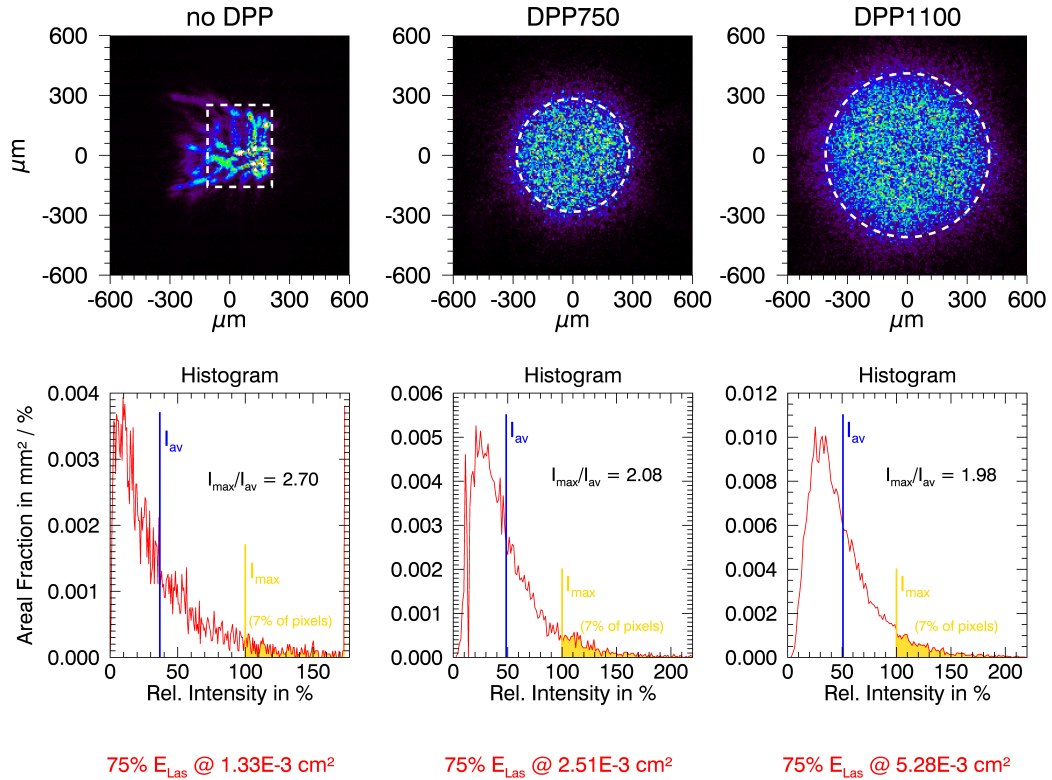 no DPP
DPP750
DPP1100
600
300
0
-300
-600
µm
-600 -300 0 300 600
µm
600
300
0
-300
-600
-600 -300 0 300 600
µm
600
300
0
-300
-600
-600 -300 0 300 600
µm
Histogram
0.004
0.003
0.002
0.001
0.000
Areal Fraction in mm² / %
I_av
I_max/I_av = 2.70
I_max
(7% of pixels)
0 50 100 150
Rel. Intensity in %
Histogram
0.006
0.005
0.004
0.003
0.002
0.001
0.000
I_av
I_max/I_av = 2.08
I_max
(7% of pixels)
0 50 100 150 200
Rel. Intensity in %
Histogram
0.012
0.010
0.008
0.006
0.004
0.002
0.000
I_av
I_max/I_av = 1.98
I_max
(7% of pixels)
0 50 100 150 200
Rel. Intensity in %
75% E_Las @ 1.33E-3 cm²
75% E_Las @ 2.51E-3 cm²
75% E_Las @ 5.28E-3 cm²